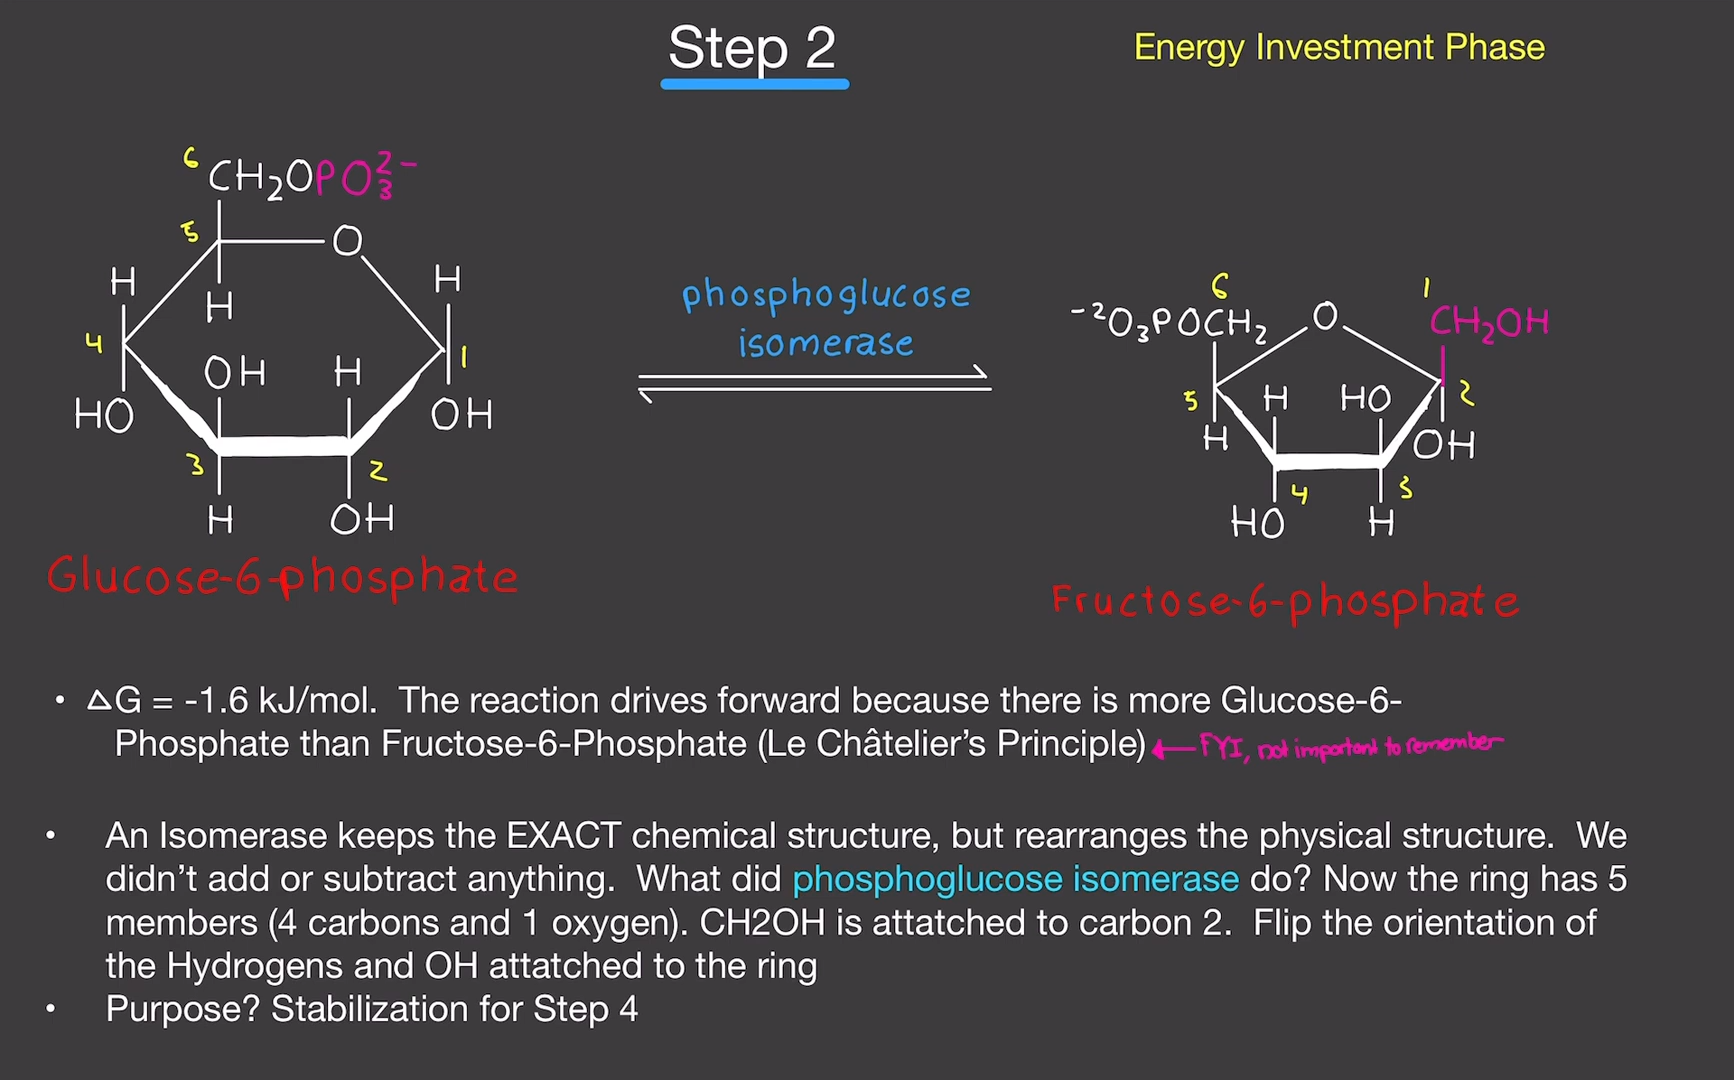 Step 2
Energy Investment Phase
6
CH₂OPO₃²⁻
5
O
H
H
H
4
OH
H
1
HO
OH
3
2
H
OH
Glucose-6-phosphate
phosphoglucose
isomerase
6
1
⁻²O₃POCH₂
O
CH₂OH
5
H
HO
2
H
OH
4
3
HO
H
Fructose-6-phosphate
• △G = -1.6 kJ/mol. The reaction drives forward because there is more Glucose-6-
Phosphate than Fructose-6-Phosphate (Le Châtelier's Principle) ← FYI, not important to remember
• An Isomerase keeps the EXACT chemical structure, but rearranges the physical structure. We
didn't add or subtract anything. What did phosphoglucose isomerase do? Now the ring has 5
members (4 carbons and 1 oxygen). CH2OH is attatched to carbon 2. Flip the orientation of
the Hydrogens and OH attatched to the ring
• Purpose? Stabilization for Step 4